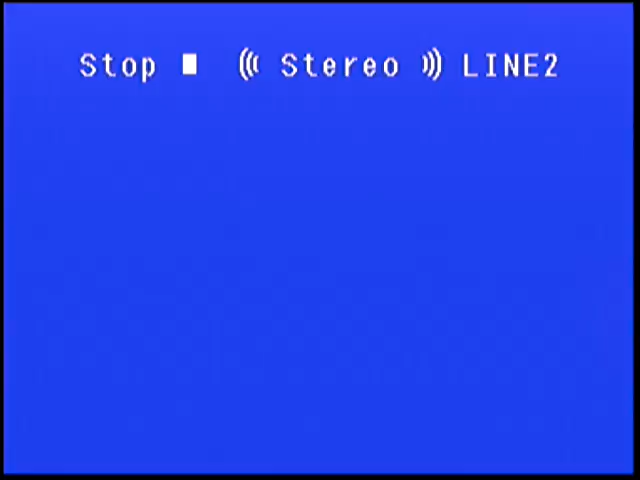 Stop ■ ((( Stereo ))) LINE2